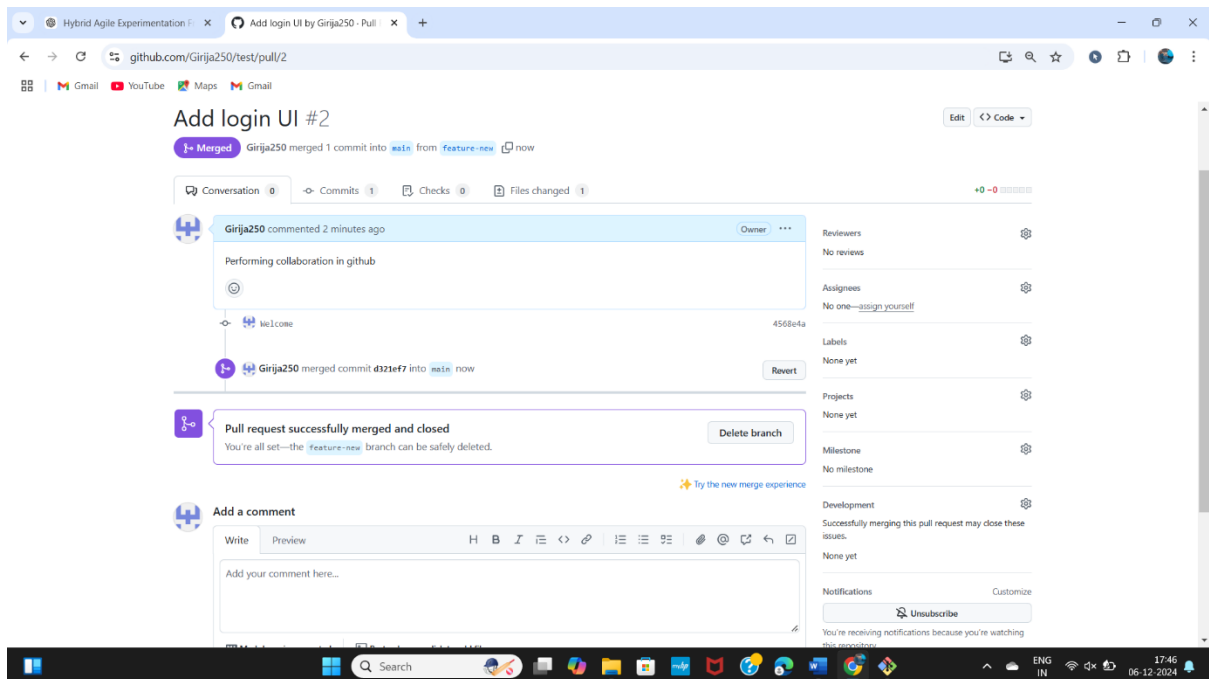 Hybrid Agile Experimentation F
Add login UI by Girija250 · Pull
github.com/Girija250/test/pull/2
Gmail YouTube Maps Gmail
Add login UI #2
Edit <> Code
Merged Girija250 merged 1 commit into main from feature-new now
Conversation 0 Commits 1 Checks 0 Files changed 1 +0 −0
Girija250 commented 2 minutes ago Owner ···
Performing collaboration in github
Welcome 4568e4a
Girija250 merged commit d321ef7 into main now Revert
Pull request successfully merged and closed
You're all set—the feature-new branch can be safely deleted.
Delete branch
Try the new merge experience
Add a comment
Write Preview
Add your comment here...
Reviewers
No reviews
Assignees
No one—assign yourself
Labels
None yet
Projects
None yet
Milestone
No milestone
Development
Successfully merging this pull request may close these
issues.
None yet
Notifications Customize
Unsubscribe
You're receiving notifications because you're watching
this repository.
Search
ENG
IN
17:46
06-12-2024